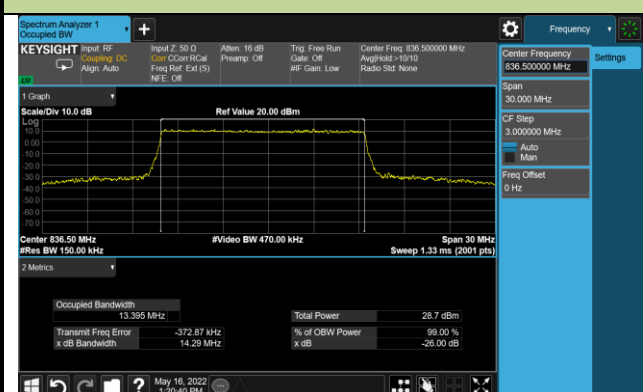 Spectrum Analyzer 1
Occupied BW
Frequency
KEYSIGHT
Input: RF
Coupling: DC
Align: Auto
Input Z: 50 Ω
Corr CCorr RCal
Freq Ref: Ext (S)
NFE: Off
Atten: 16 dB
Preamp: Off
Trig: Free Run
Gate: Off
#IF Gain: Low
Center Freq: 836.500000 MHz
Avg|Hold:>10/10
Radio Std: None
Center Frequency
836.500000 MHz
Settings
Span
30.000 MHz
CF Step
3.000000 MHz
Auto
Man
Freq Offset
0 Hz
1 Graph
Scale/Div 10.0 dB
Ref Value 20.00 dBm
Log
10.0
0.00
-10.0
-20.0
-30.0
-40.0
-50.0
-60.0
-70.0
Center 836.50 MHz
#Video BW 470.00 kHz
Span 30 MHz
#Res BW 150.00 kHz
Sweep 1.33 ms (2001 pts)
2 Metrics
Occupied Bandwidth
13.395 MHz
Total Power
28.7 dBm
Transmit Freq Error
-372.87 kHz
% of OBW Power
99.00 %
x dB Bandwidth
14.29 MHz
x dB
-26.00 dB
May 16, 2022
1:20:40 PM